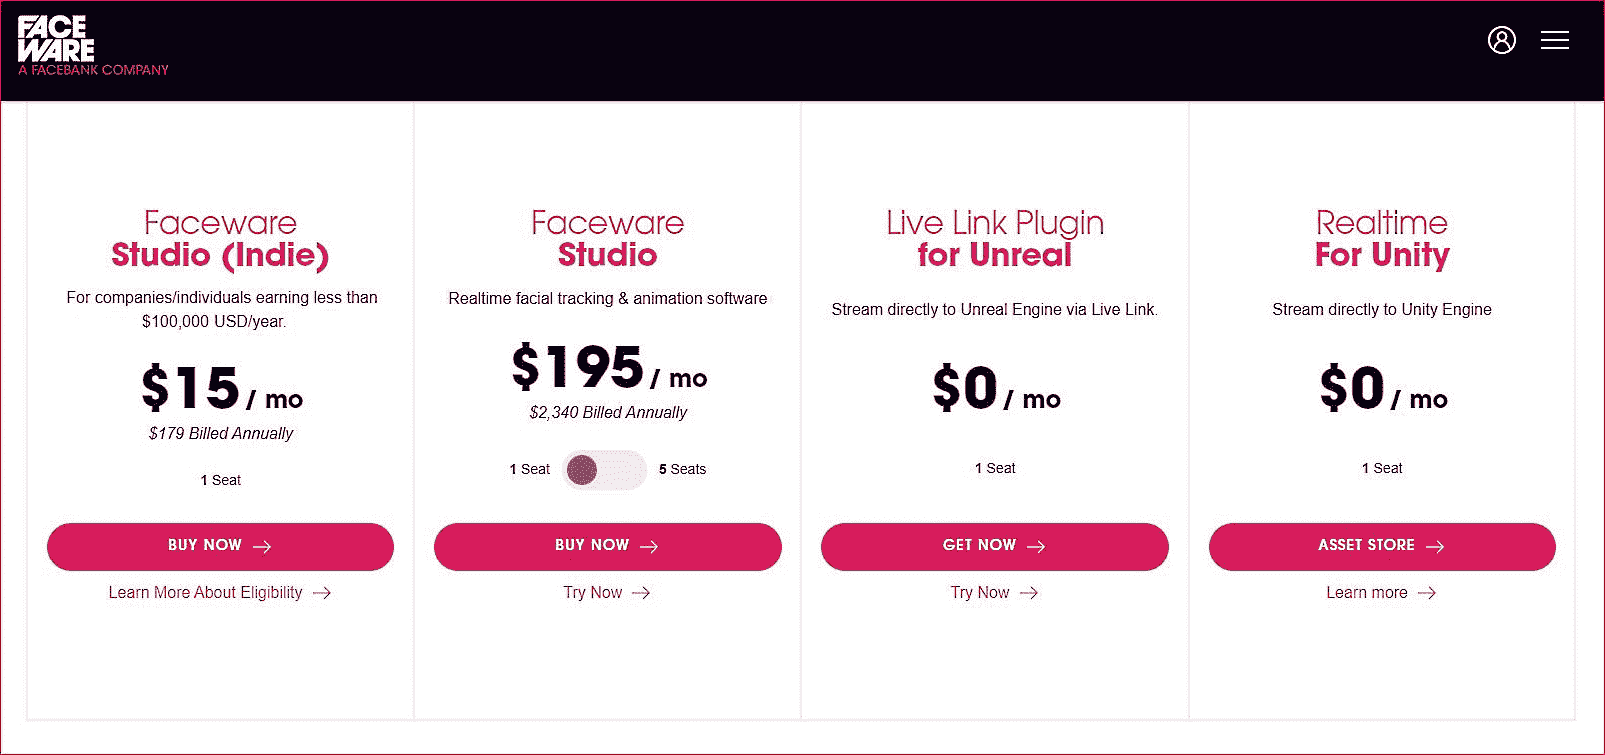 FACE
WARE
A FACEBANK COMPANY
Faceware
Studio (Indie)
For companies/individuals earning less than
$100,000 USD/year.
$15 / mo
$179 Billed Annually
1 Seat
BUY NOW →
Learn More About Eligibility →
Faceware
Studio
Realtime facial tracking & animation software
$195 / mo
$2,340 Billed Annually
1 Seat 5 Seats
BUY NOW →
Try Now →
Live Link Plugin
for Unreal
Stream directly to Unreal Engine via Live Link.
$0 / mo
1 Seat
GET NOW →
Try Now →
Realtime
For Unity
Stream directly to Unity Engine
$0 / mo
1 Seat
ASSET STORE →
Learn more →